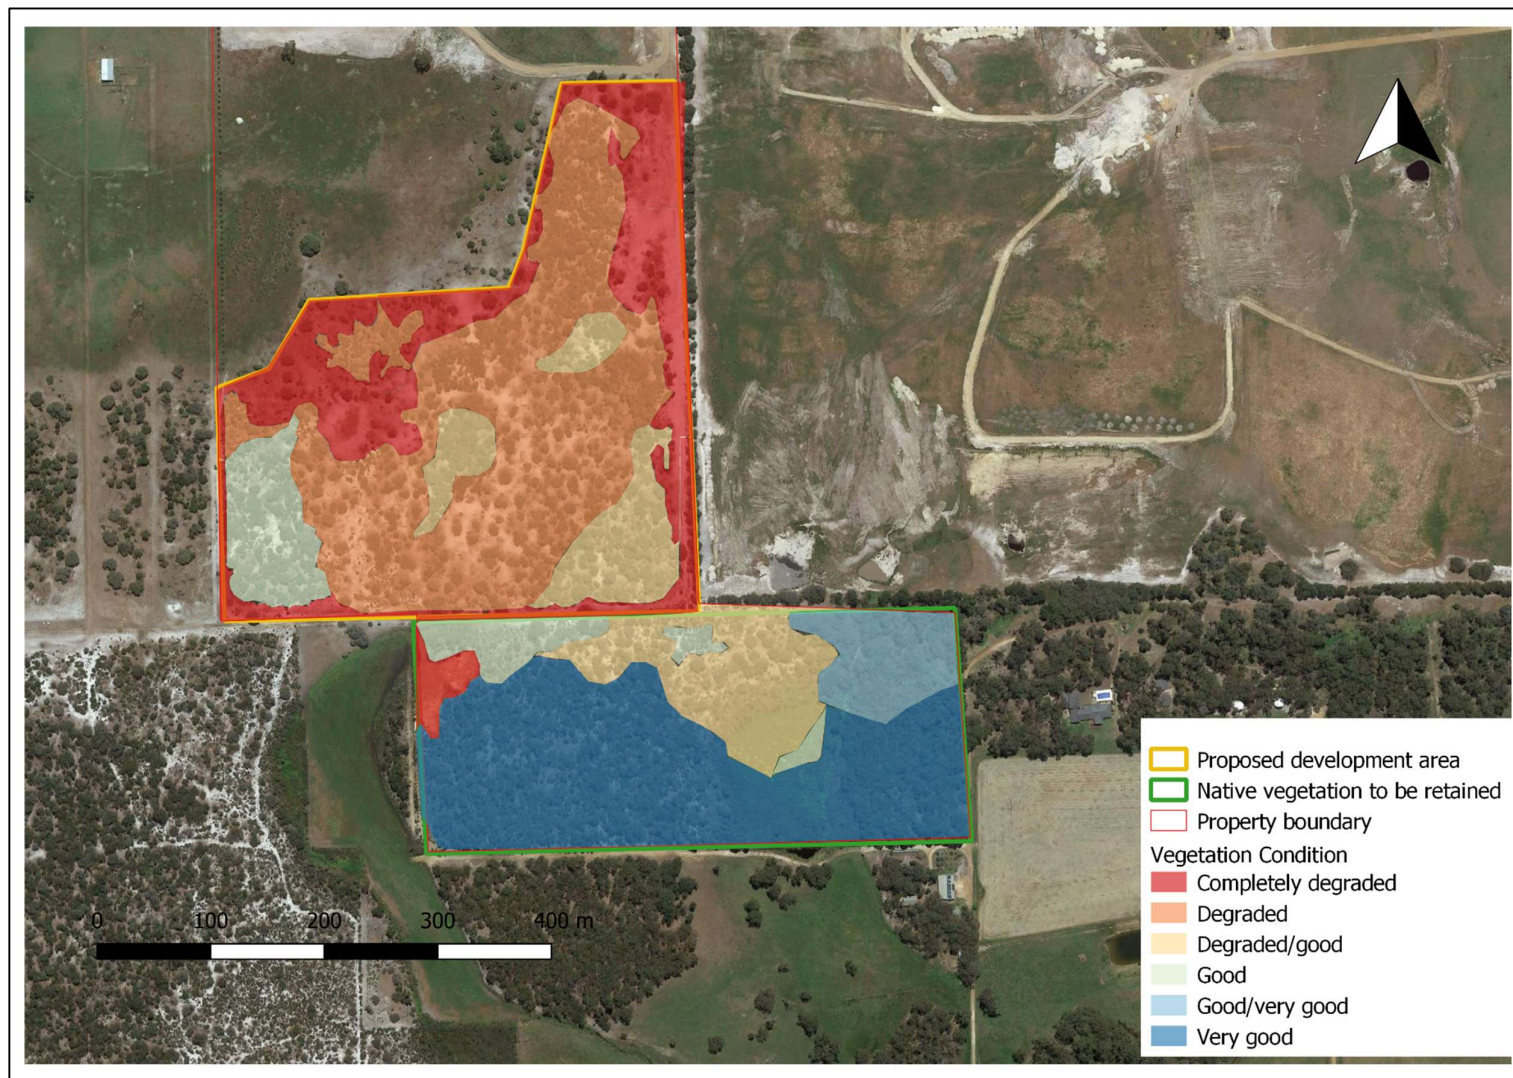 Proposed development area
Native vegetation to be retained
Property boundary
Vegetation Condition
Completely degraded
Degraded
Degraded/good
Good
Good/very good
Very good
0 100 200 300 400 m